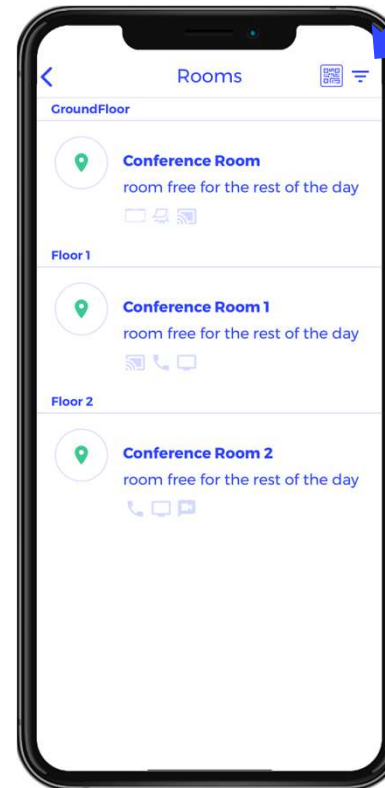 Rooms
GroundFloor
Conference Room
room free for the rest of the day
Floor 1
Conference Room 1
room free for the rest of the day
Floor 2
Conference Room 2
room free for the rest of the day